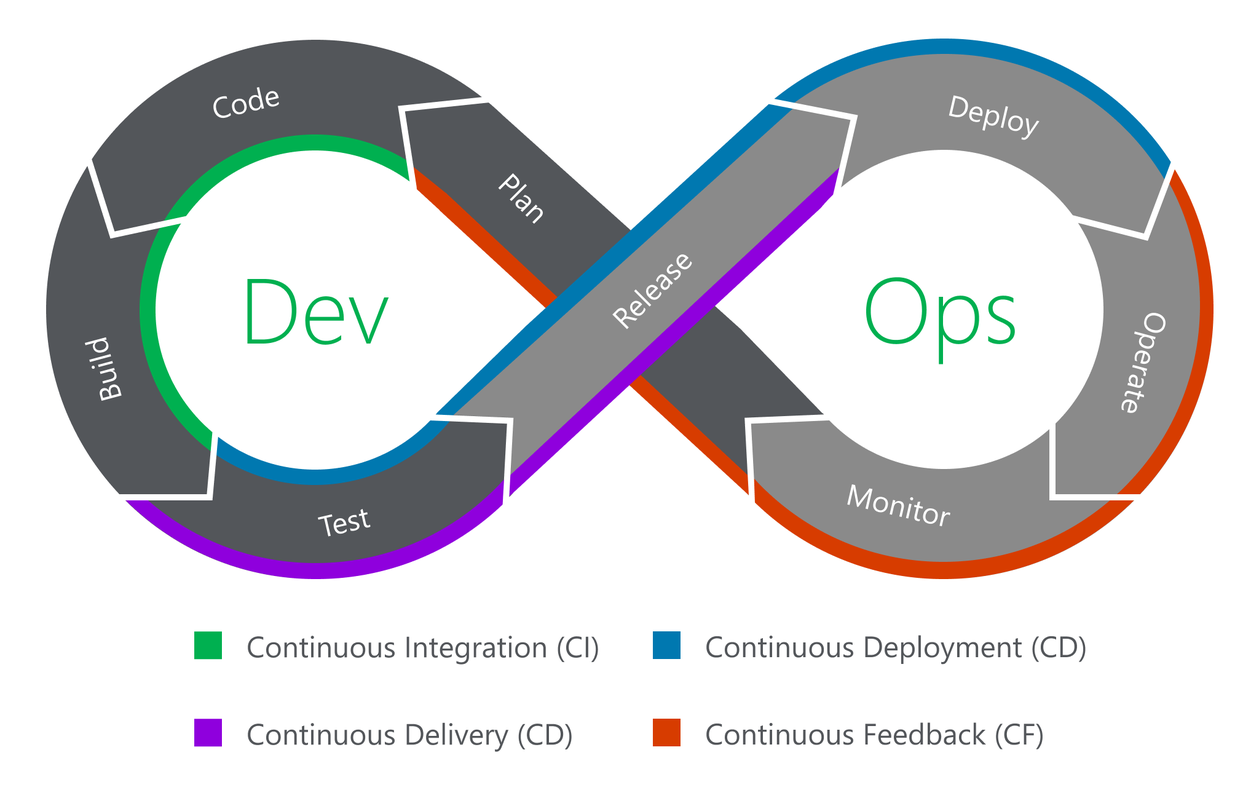 Code
Plan
Deploy
Release
Dev
Ops
Build
Operate
Test
Monitor
Continuous Integration (CI)
Continuous Deployment (CD)
Continuous Delivery (CD)
Continuous Feedback (CF)